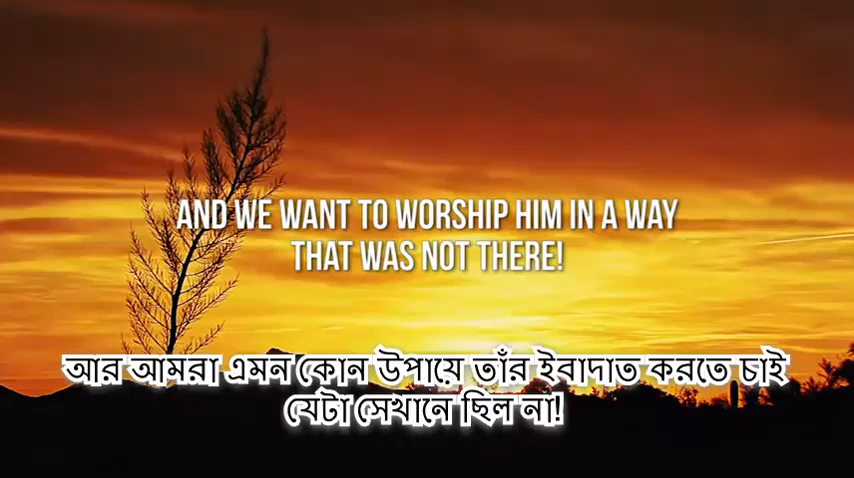 AND WE WANT TO WORSHIP HIM IN A WAY
THAT WAS NOT THERE!
আর আমরা এমন কোন উপায়ে তাঁর ইবাদাত করতে চাই
যেটা সেখানে ছিল না!